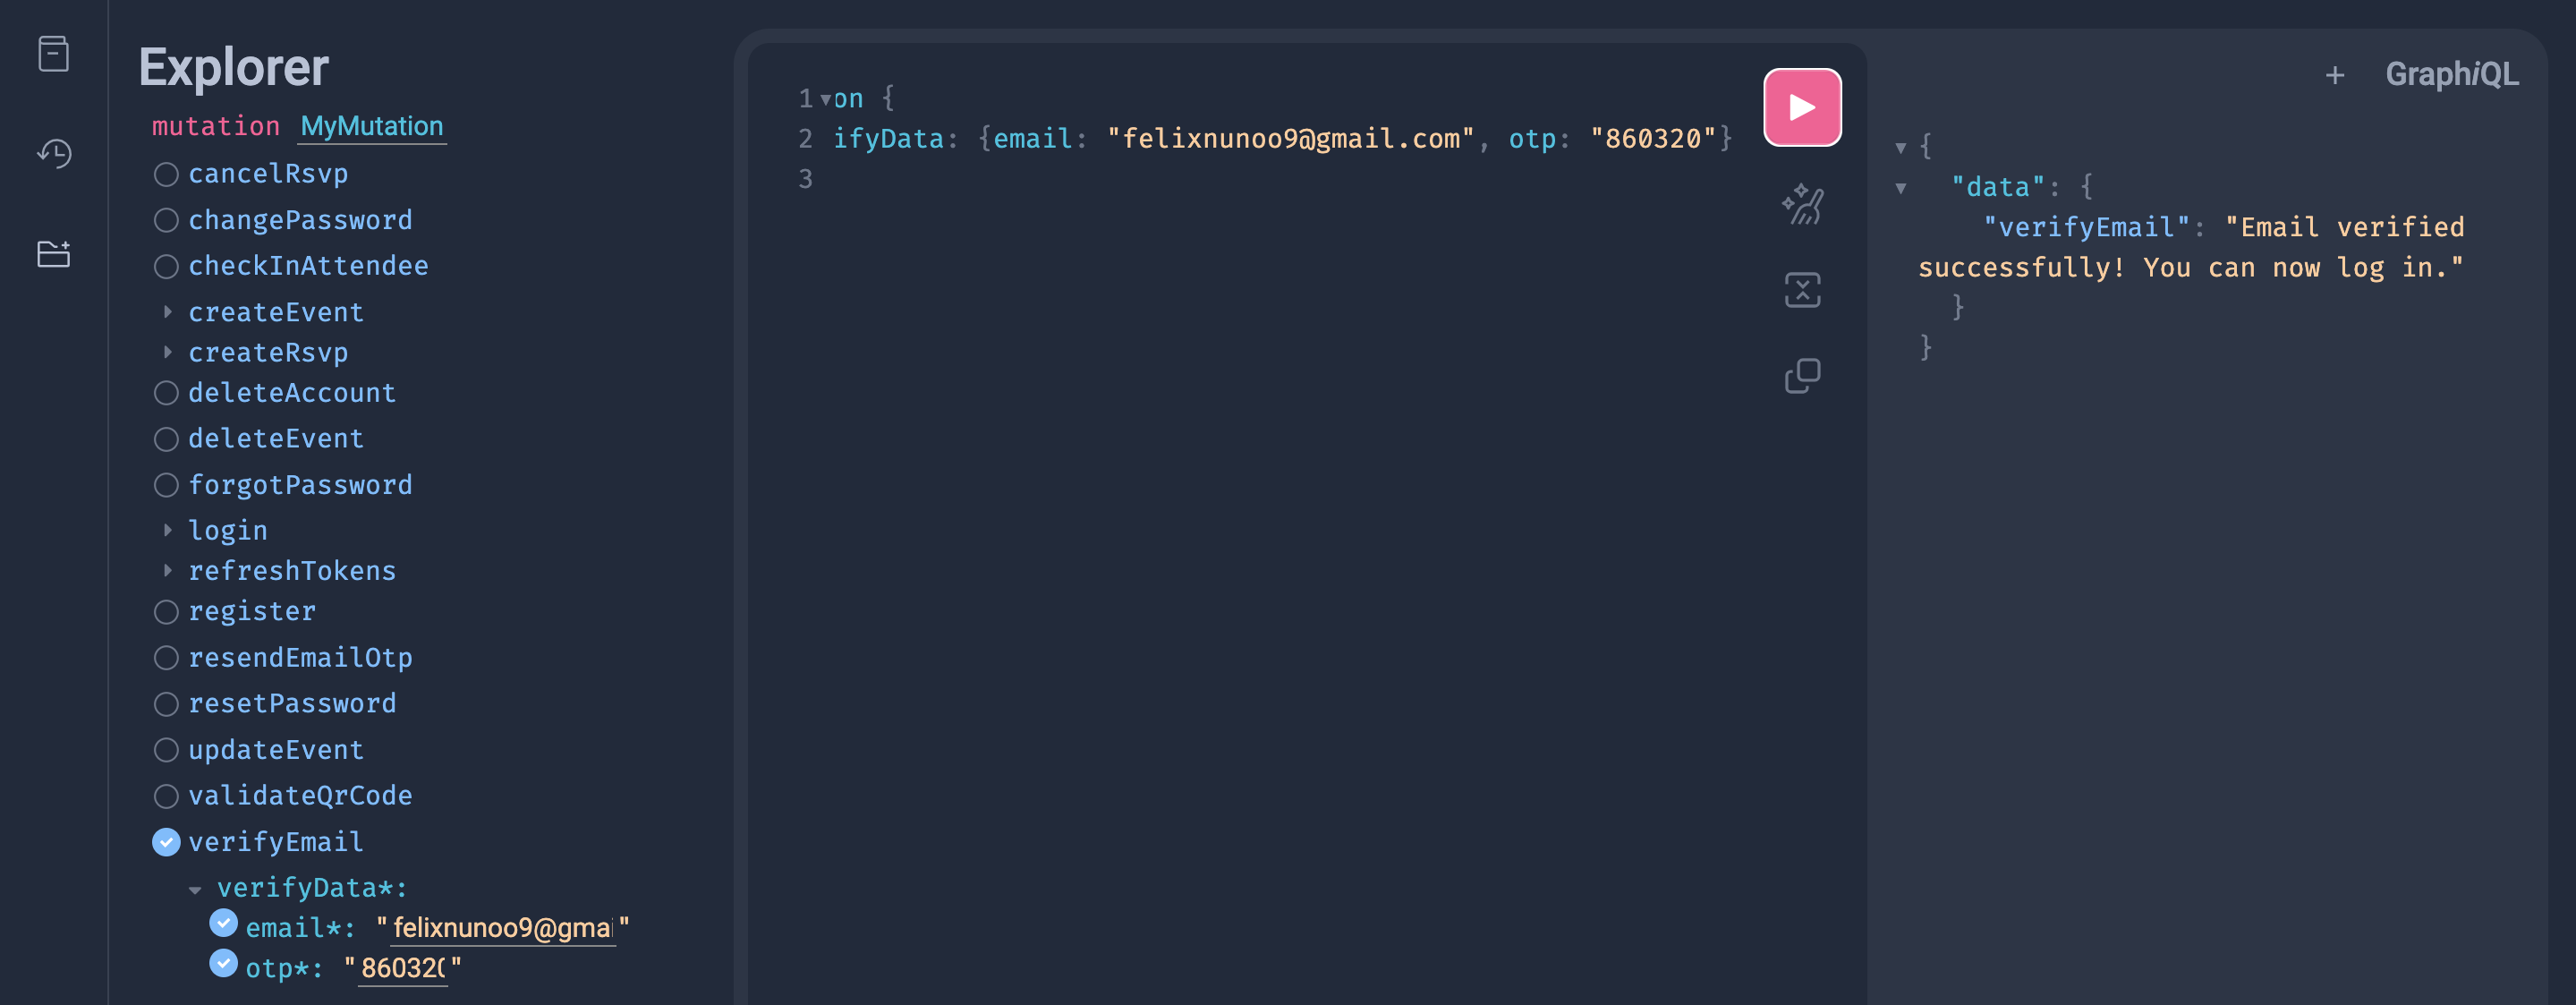 Explorer
mutation MyMutation
cancelRsvp
changePassword
checkInAttendee
createEvent
createRsvp
deleteAccount
deleteEvent
forgotPassword
login
refreshTokens
register
resendEmailOtp
resetPassword
updateEvent
validateQrCode
verifyEmail
verifyData*:
email*: "felixnunoo9@gmai"
otp*: "860320"
1 on {
2 ifyData: {email: "felixnunoo9@gmail.com", otp: "860320"}
3
+ GraphiQL
{
"data": {
"verifyEmail": "Email verified
successfully! You can now log in."
}
}